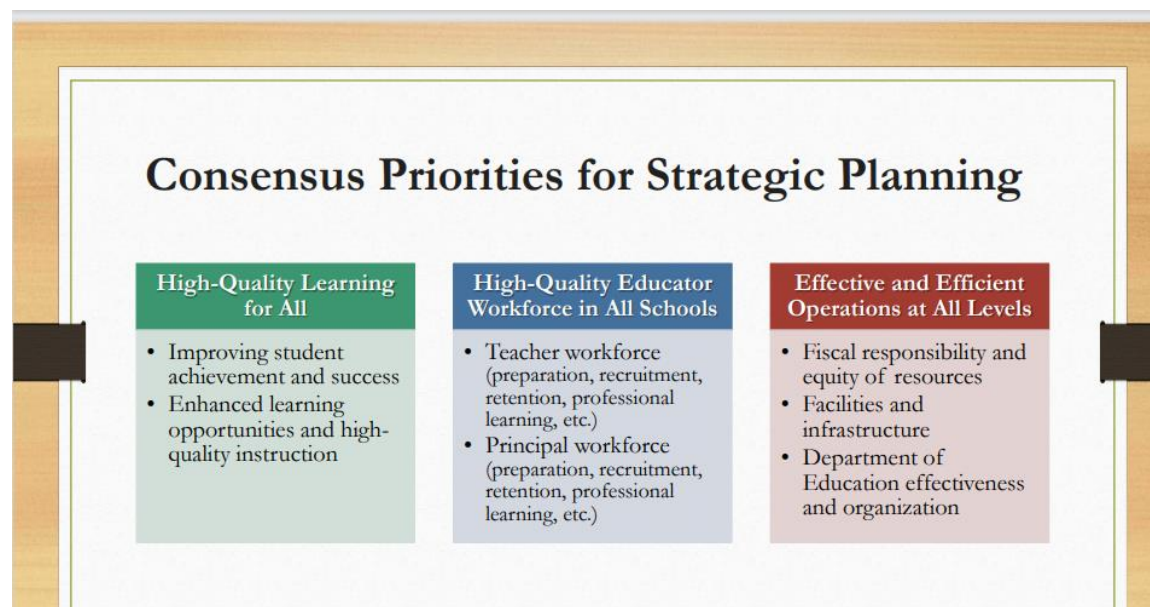 Consensus Priorities for Strategic Planning
High-Quality Learning
for All
• Improving student
achievement and success
• Enhanced learning
opportunities and high-
quality instruction
High-Quality Educator
Workforce in All Schools
• Teacher workforce
(preparation, recruitment,
retention, professional
learning, etc.)
• Principal workforce
(preparation, recruitment,
retention, professional
learning, etc.)
Effective and Efficient
Operations at All Levels
• Fiscal responsibility and
equity of resources
• Facilities and
infrastructure
• Department of
Education effectiveness
and organization